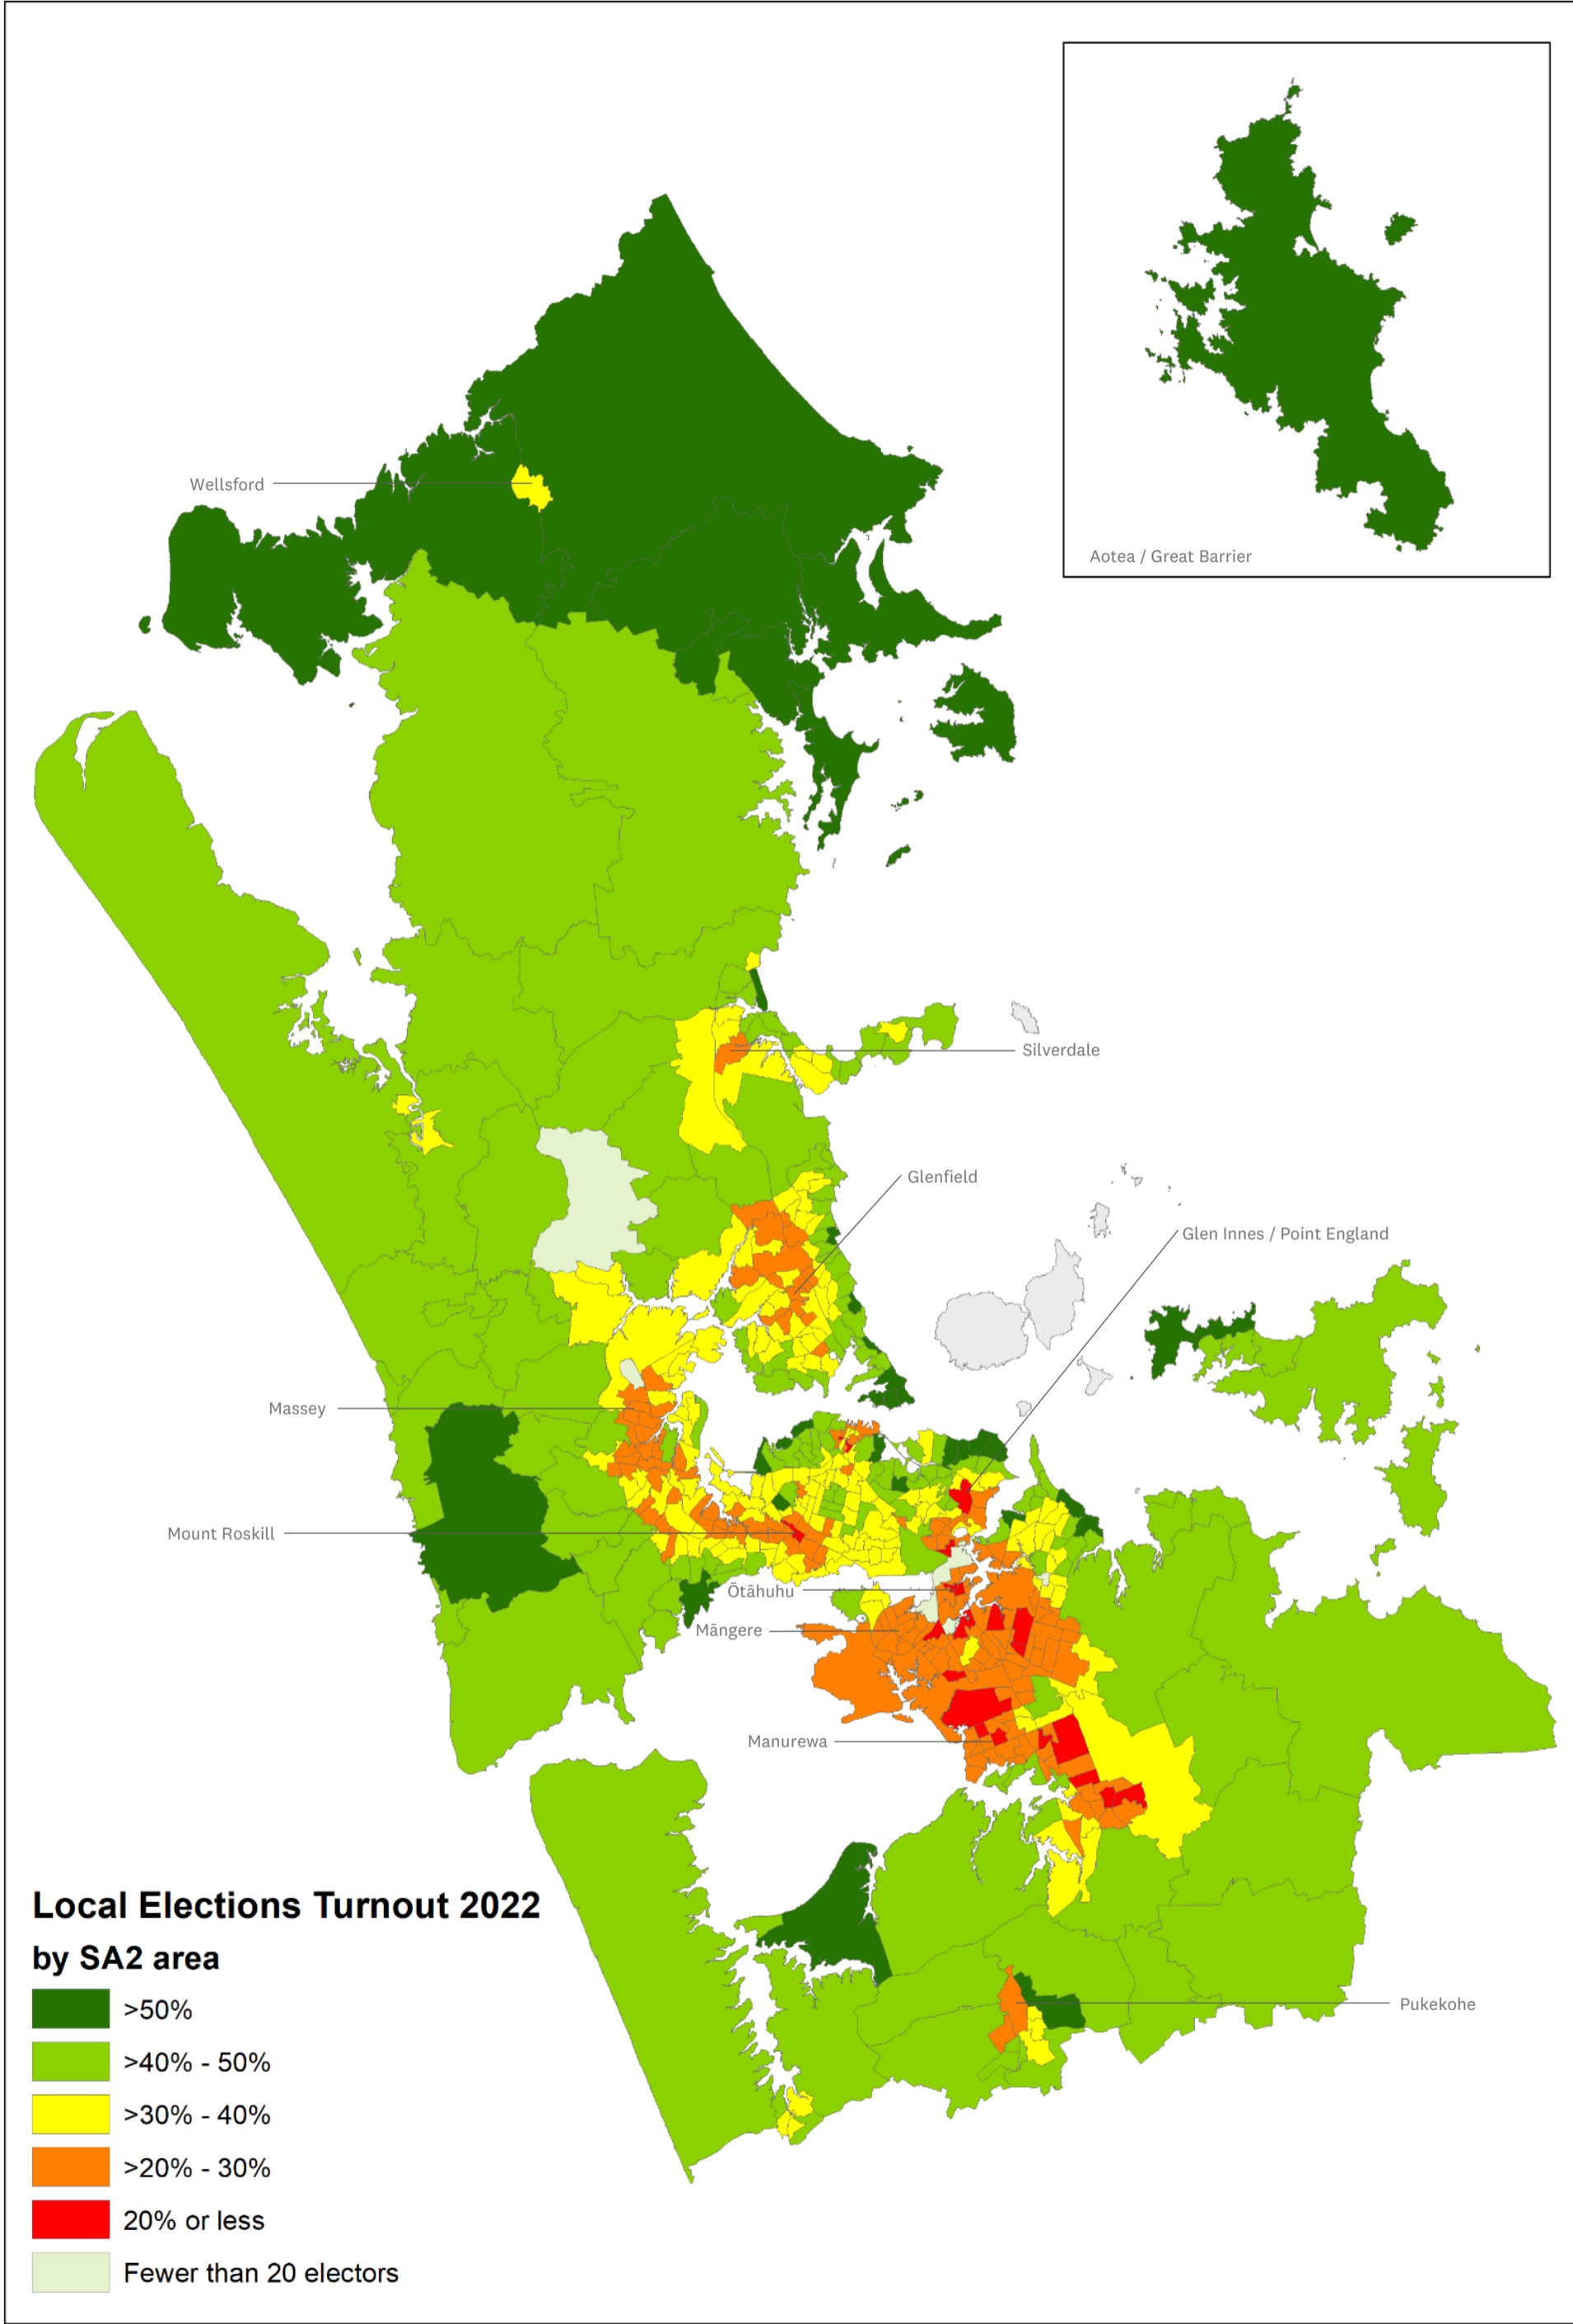 Aotea / Great Barrier
Wellsford
Silverdale
Glenfield
Glen Innes / Point England
Massey
Mount Roskill
Ōtāhuhu
Māngere
Manurewa
Pukekohe
Local Elections Turnout 2022
by SA2 area
>50%
>40% - 50%
>30% - 40%
>20% - 30%
20% or less
Fewer than 20 electors